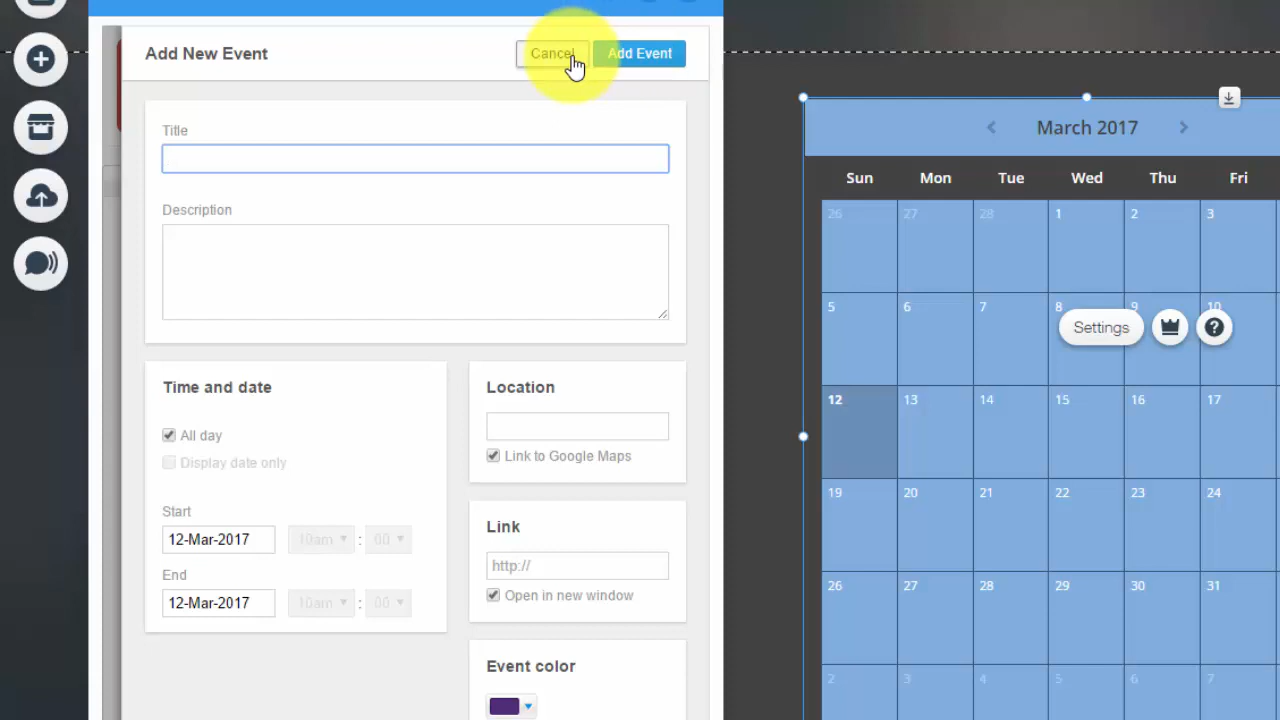 Add New Event
Cancel
Add Event
Title
Description
Time and date
All day
Display date only
Start
12-Mar-2017 10am : 00
End
12-Mar-2017 10am : 00
Location
Link to Google Maps
Link
http://
Open in new window
Event color
March 2017
Sun Mon Tue Wed Thu Fri
26 27 28 1 2 3
5 6 7 8 9 10
Settings
12 13 14 15 16 17
19 20 21 22 23 24
26 27 28 29 30 31
2 3 4 5 6 7